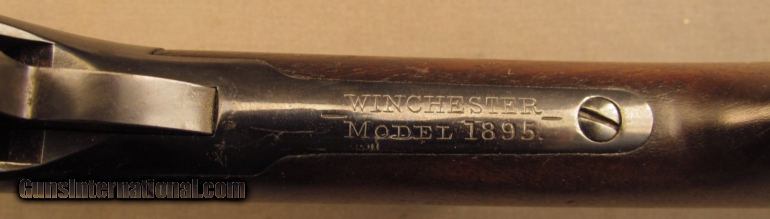 WINCHESTER
MODEL 1895.
GunsInternational.com